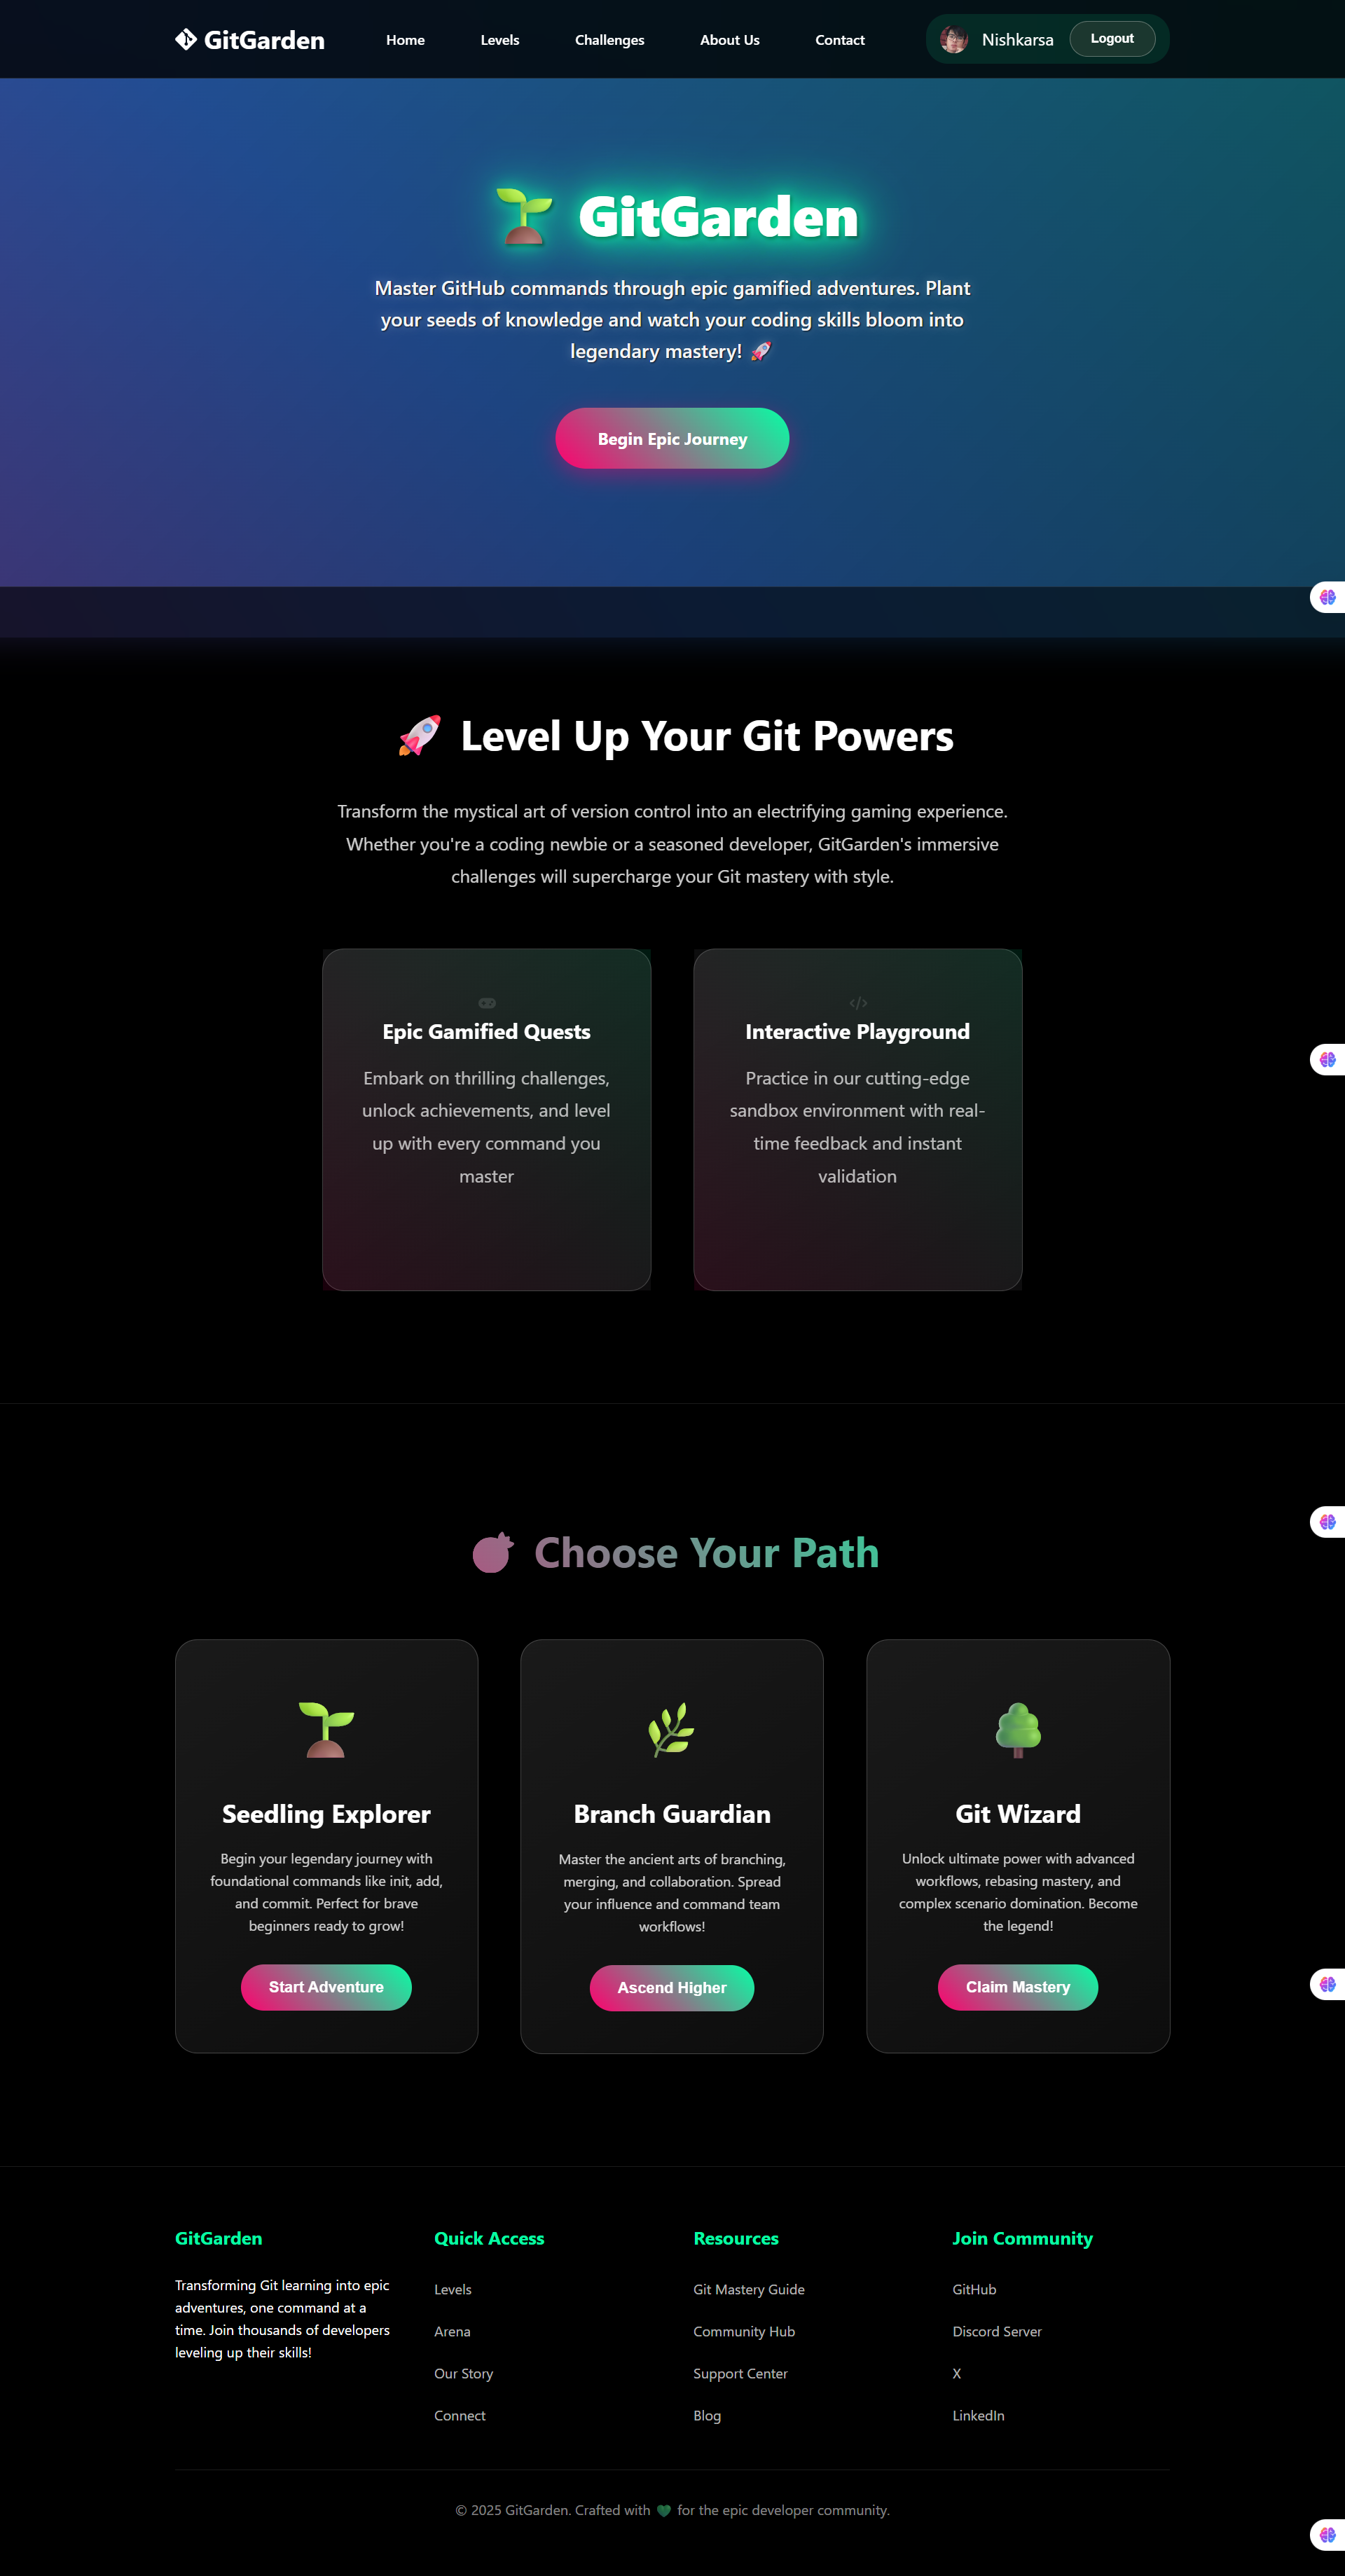 GitGarden
Home
Levels
Challenges
About Us
Contact
Nishkarsa
Logout
GitGarden
Master GitHub commands through epic gamified adventures. Plant
your seeds of knowledge and watch your coding skills bloom into
legendary mastery! 🚀
Begin Epic Journey
🚀 Level Up Your Git Powers
Transform the mystical art of version control into an electrifying gaming experience.
Whether you're a coding newbie or a seasoned developer, GitGarden's immersive
challenges will supercharge your Git mastery with style.
Epic Gamified Quests
Embark on thrilling challenges,
unlock achievements, and level
up with every command you
master
Interactive Playground
Practice in our cutting-edge
sandbox environment with real-
time feedback and instant
validation
Choose Your Path
Seedling Explorer
Begin your legendary journey with
foundational commands like init, add,
and commit. Perfect for brave
beginners ready to grow!
Start Adventure
Branch Guardian
Master the ancient arts of branching,
merging, and collaboration. Spread
your influence and command team
workflows!
Ascend Higher
Git Wizard
Unlock ultimate power with advanced
workflows, rebasing mastery, and
complex scenario domination. Become
the legend!
Claim Mastery
GitGarden
Transforming Git learning into epic
adventures, one command at a
time. Join thousands of developers
leveling up their skills!
Quick Access
Levels
Arena
Our Story
Connect
Resources
Git Mastery Guide
Community Hub
Support Center
Blog
Join Community
GitHub
Discord Server
X
LinkedIn
© 2025 GitGarden. Crafted with 💚 for the epic developer community.